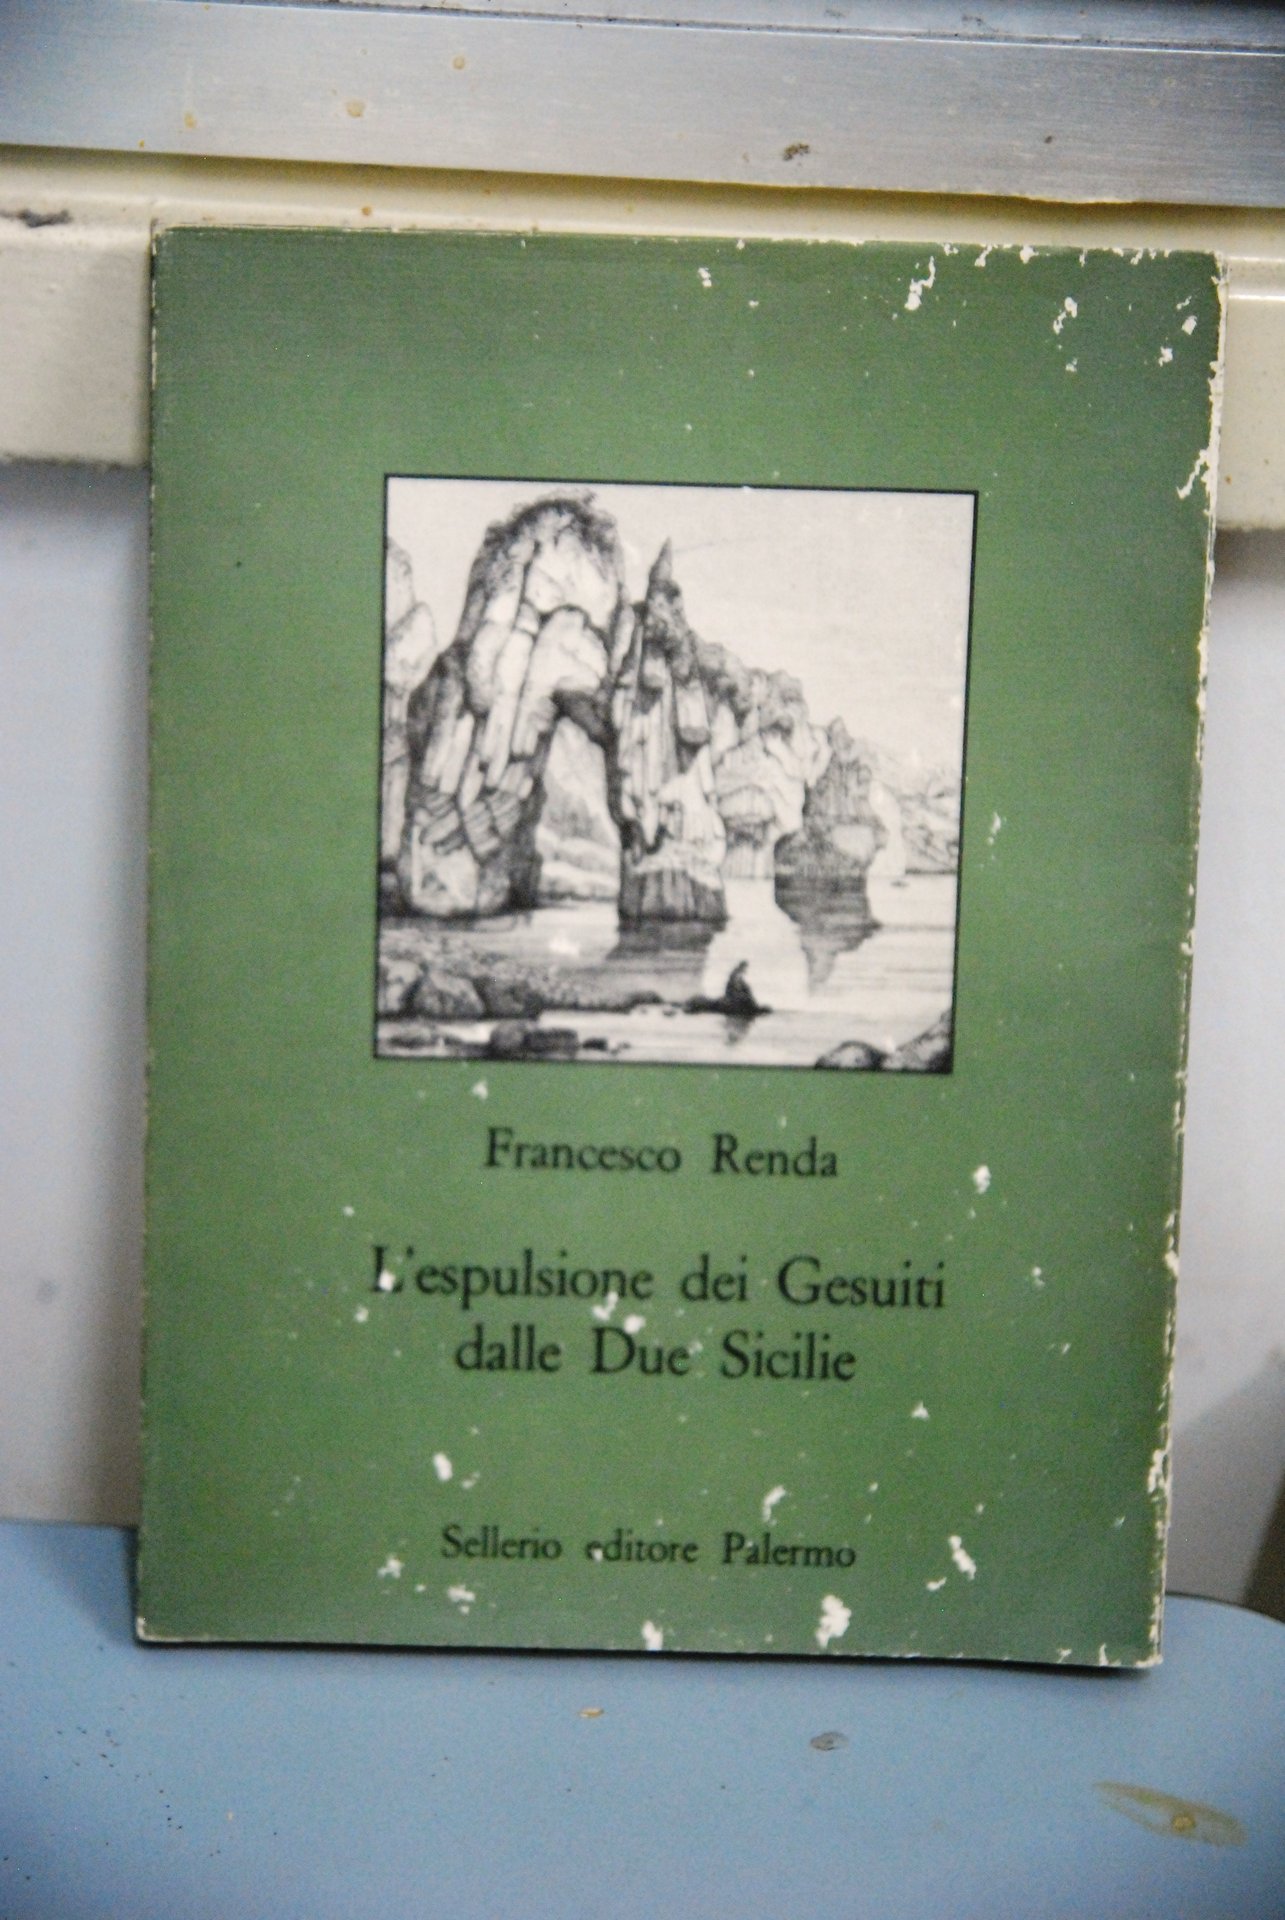 Francesco Renda
L'espulsione dei Gesuiti
dalle Due Sicilie
Sellerio editore Palermo